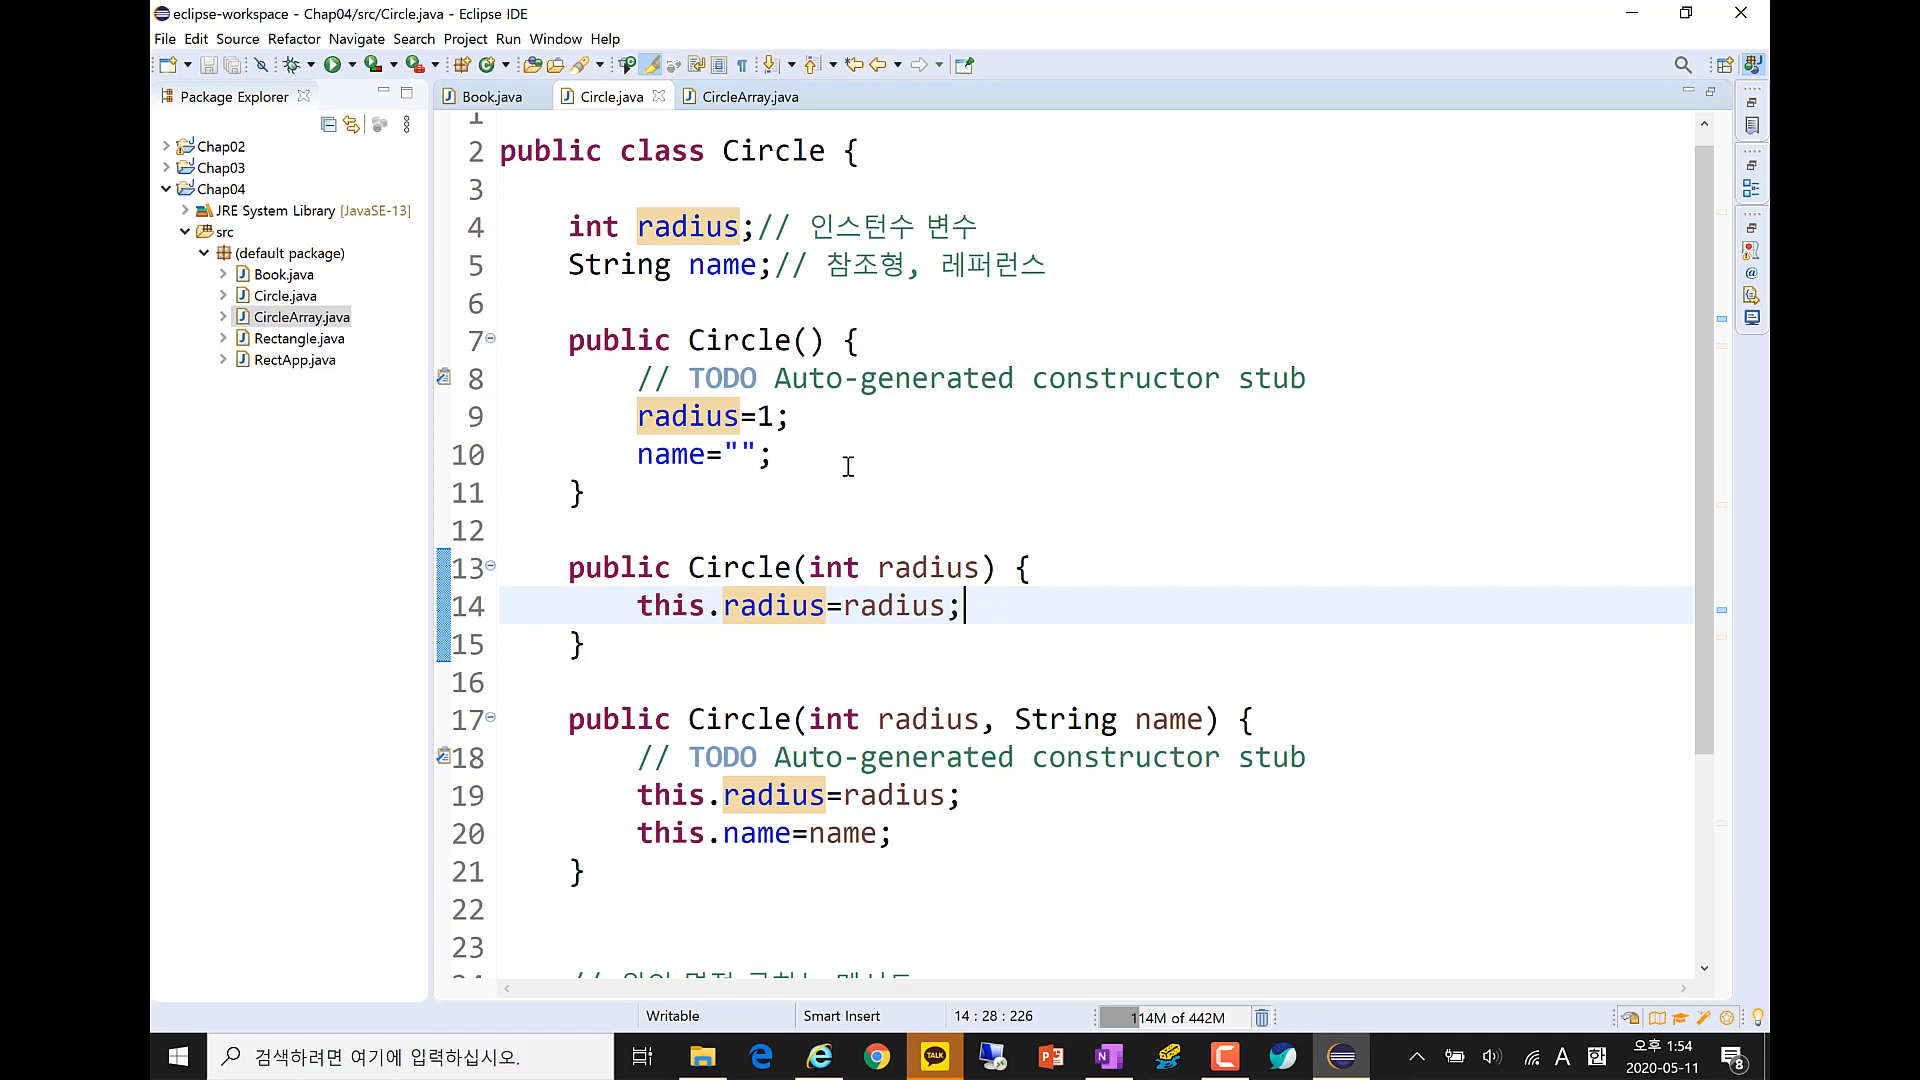 eclipse-workspace - Chap04/src/Circle.java - Eclipse IDE
File Edit Source Refactor Navigate Search Project Run Window Help
Package Explorer
Chap02
Chap03
Chap04
JRE System Library [JavaSE-13]
src
(default package)
Book.java
Circle.java
CircleArray.java
Rectangle.java
RectApp.java
Book.java Circle.java CircleArray.java
1
2 public class Circle {
3
4 int radius;// 인스턴수 변수
5 String name;// 참조형, 레퍼런스
6
7 public Circle() {
8 // TODO Auto-generated constructor stub
9 radius=1;
10 name="";
11 }
12
13 public Circle(int radius) {
14 this.radius=radius;
15 }
16
17 public Circle(int radius, String name) {
18 // TODO Auto-generated constructor stub
19 this.radius=radius;
20 this.name=name;
21 }
22
23
Writable Smart Insert 14 : 28 : 226 114M of 442M
검색하려면 여기에 입력하십시오.
TALK
A 한
오후 1:54
2020-05-11
8